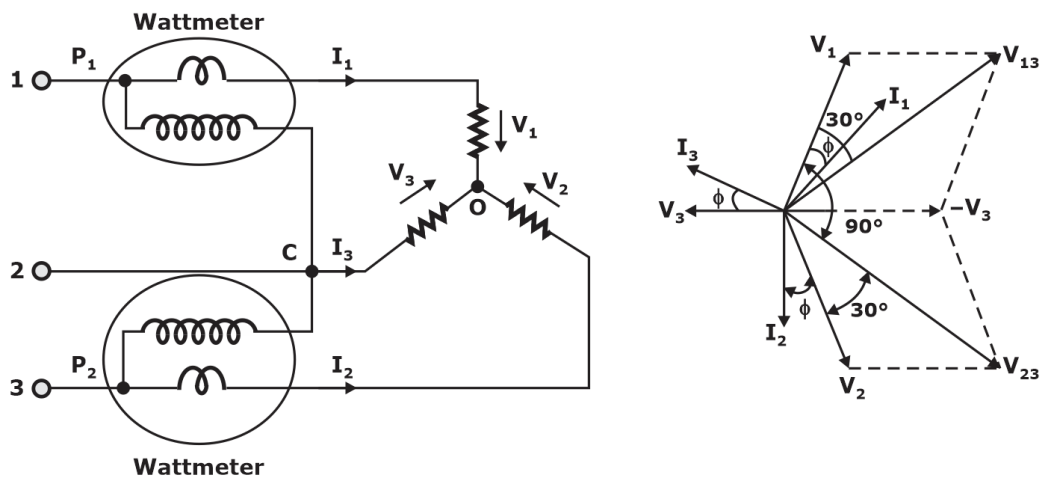 Wattmeter
P₁
I₁
1
V₁
V₃
V₂
O
C
I₃
2
P₂
I₂
3
Wattmeter
V₁
V₁₃
I₁
30°
ϕ
I₃
ϕ
V₃
−V₃
90°
ϕ
30°
I₂
V₂
V₂₃